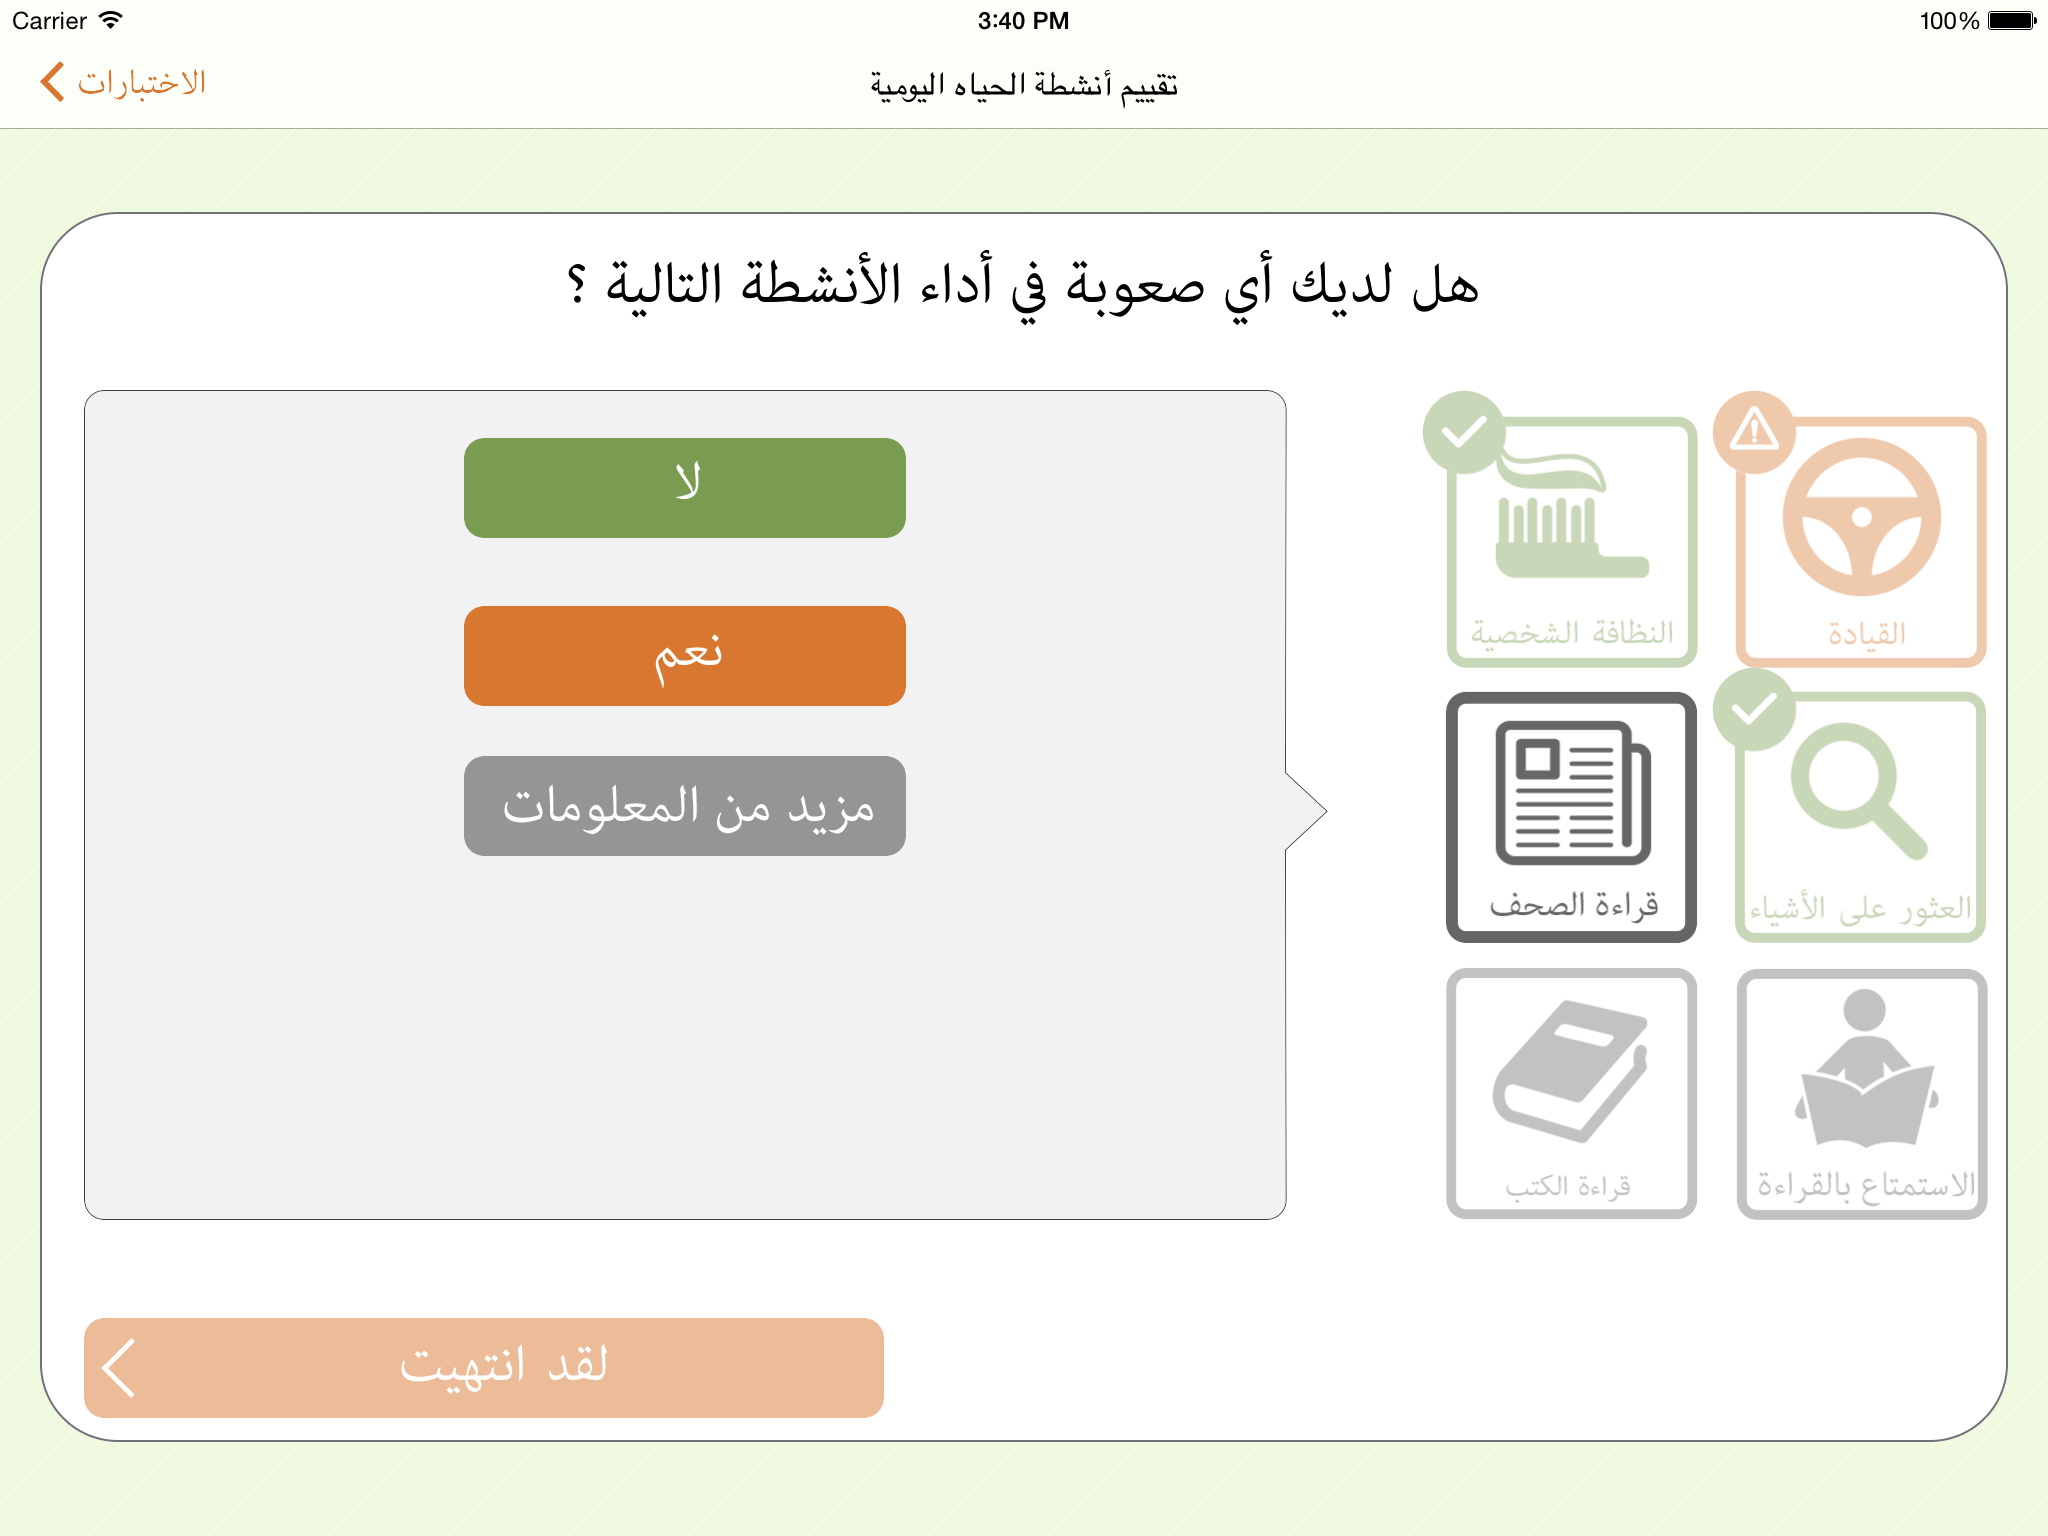 Carrier 3:40 PM 100%
الاختبارات
تقييم أنشطة الحياه اليومية
هل لديك أي صعوبة في أداء الأنشطة التالية ؟
القيادة
النظافة الشخصية
العثور على الأشياء
قراءة الصحف
الاستمتاع بالقراءة
قراءة الكتب
لا
نعم
مزيد من المعلومات
لقد انتهيت